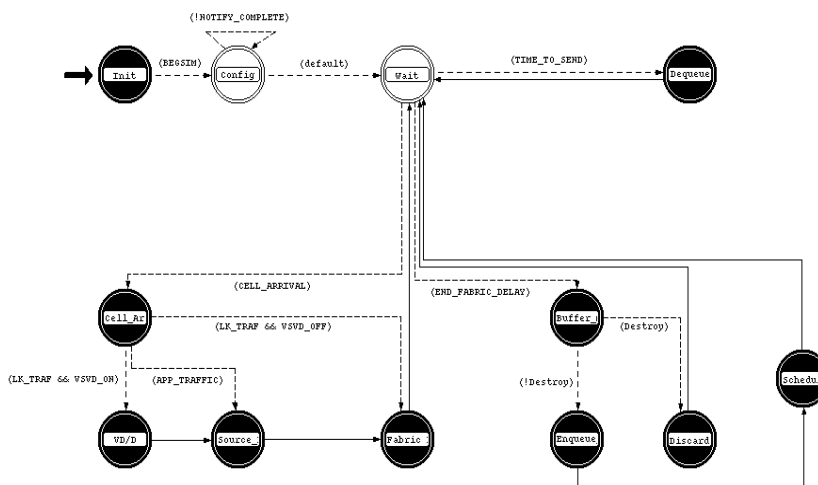 (!NOTIFY_COMPLETE)
(BEGSIM)
(default)
(TIME_TO_SEND)
Init
Config
Wait
Dequeue
(CELL_ARRIVAL)
(END_FABRIC_DELAY)
Cell_Ar
(LK_TRAF && VSVD_OFF)
Buffer_
(Destroy)
(LK_TRAF && VSVD_ON)
(APP_TRAFFIC)
(!Destroy)
Schedu
VD/D
Source_
Fabric
Enqueue
Discard